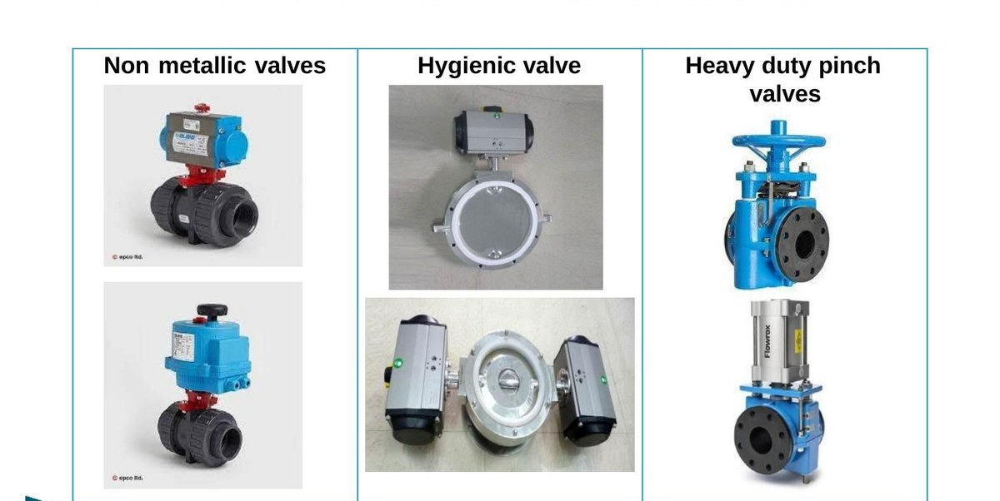 Non metallic valves
Hygienic valve
Heavy duty pinch
valves
© epco ltd.
Flowrox
© epco ltd.